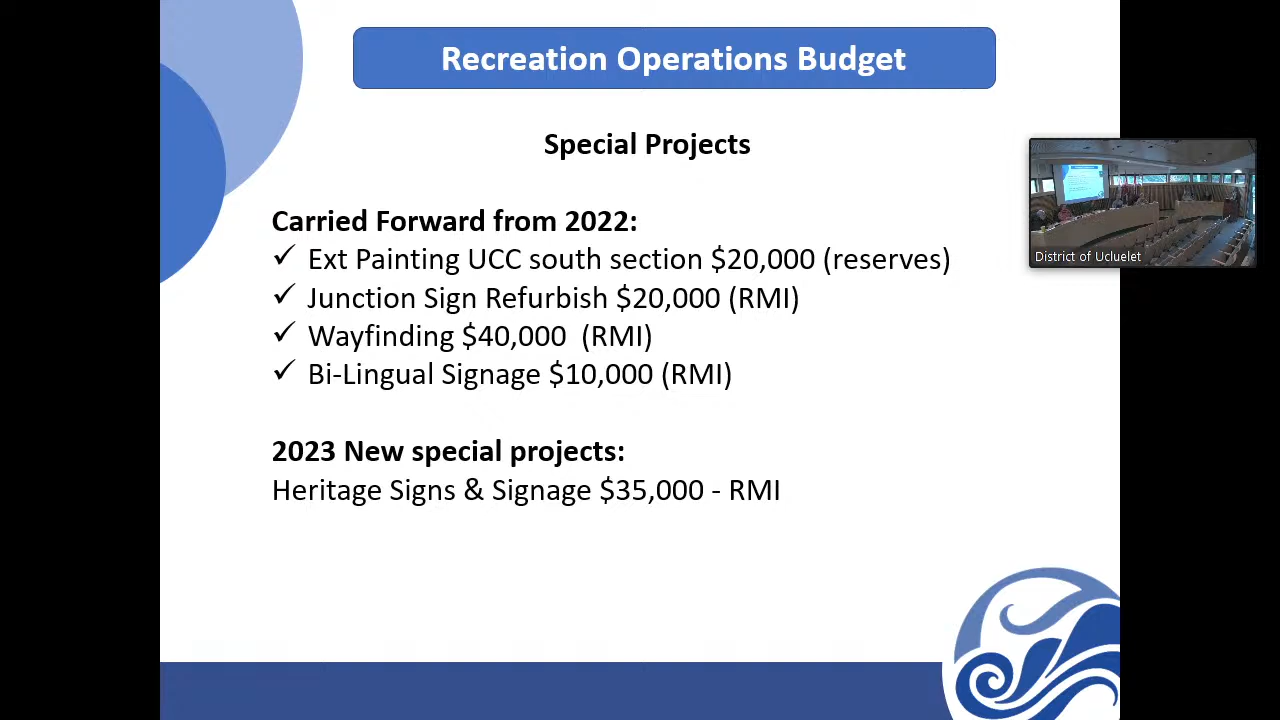 Recreation Operations Budget
Special Projects
Carried Forward from 2022:
✓ Ext Painting UCC south section $20,000 (reserves)
✓ Junction Sign Refurbish $20,000 (RMI)
✓ Wayfinding $40,000 (RMI)
✓ Bi-Lingual Signage $10,000 (RMI)
2023 New special projects:
Heritage Signs & Signage $35,000 - RMI
District of Ucluelet